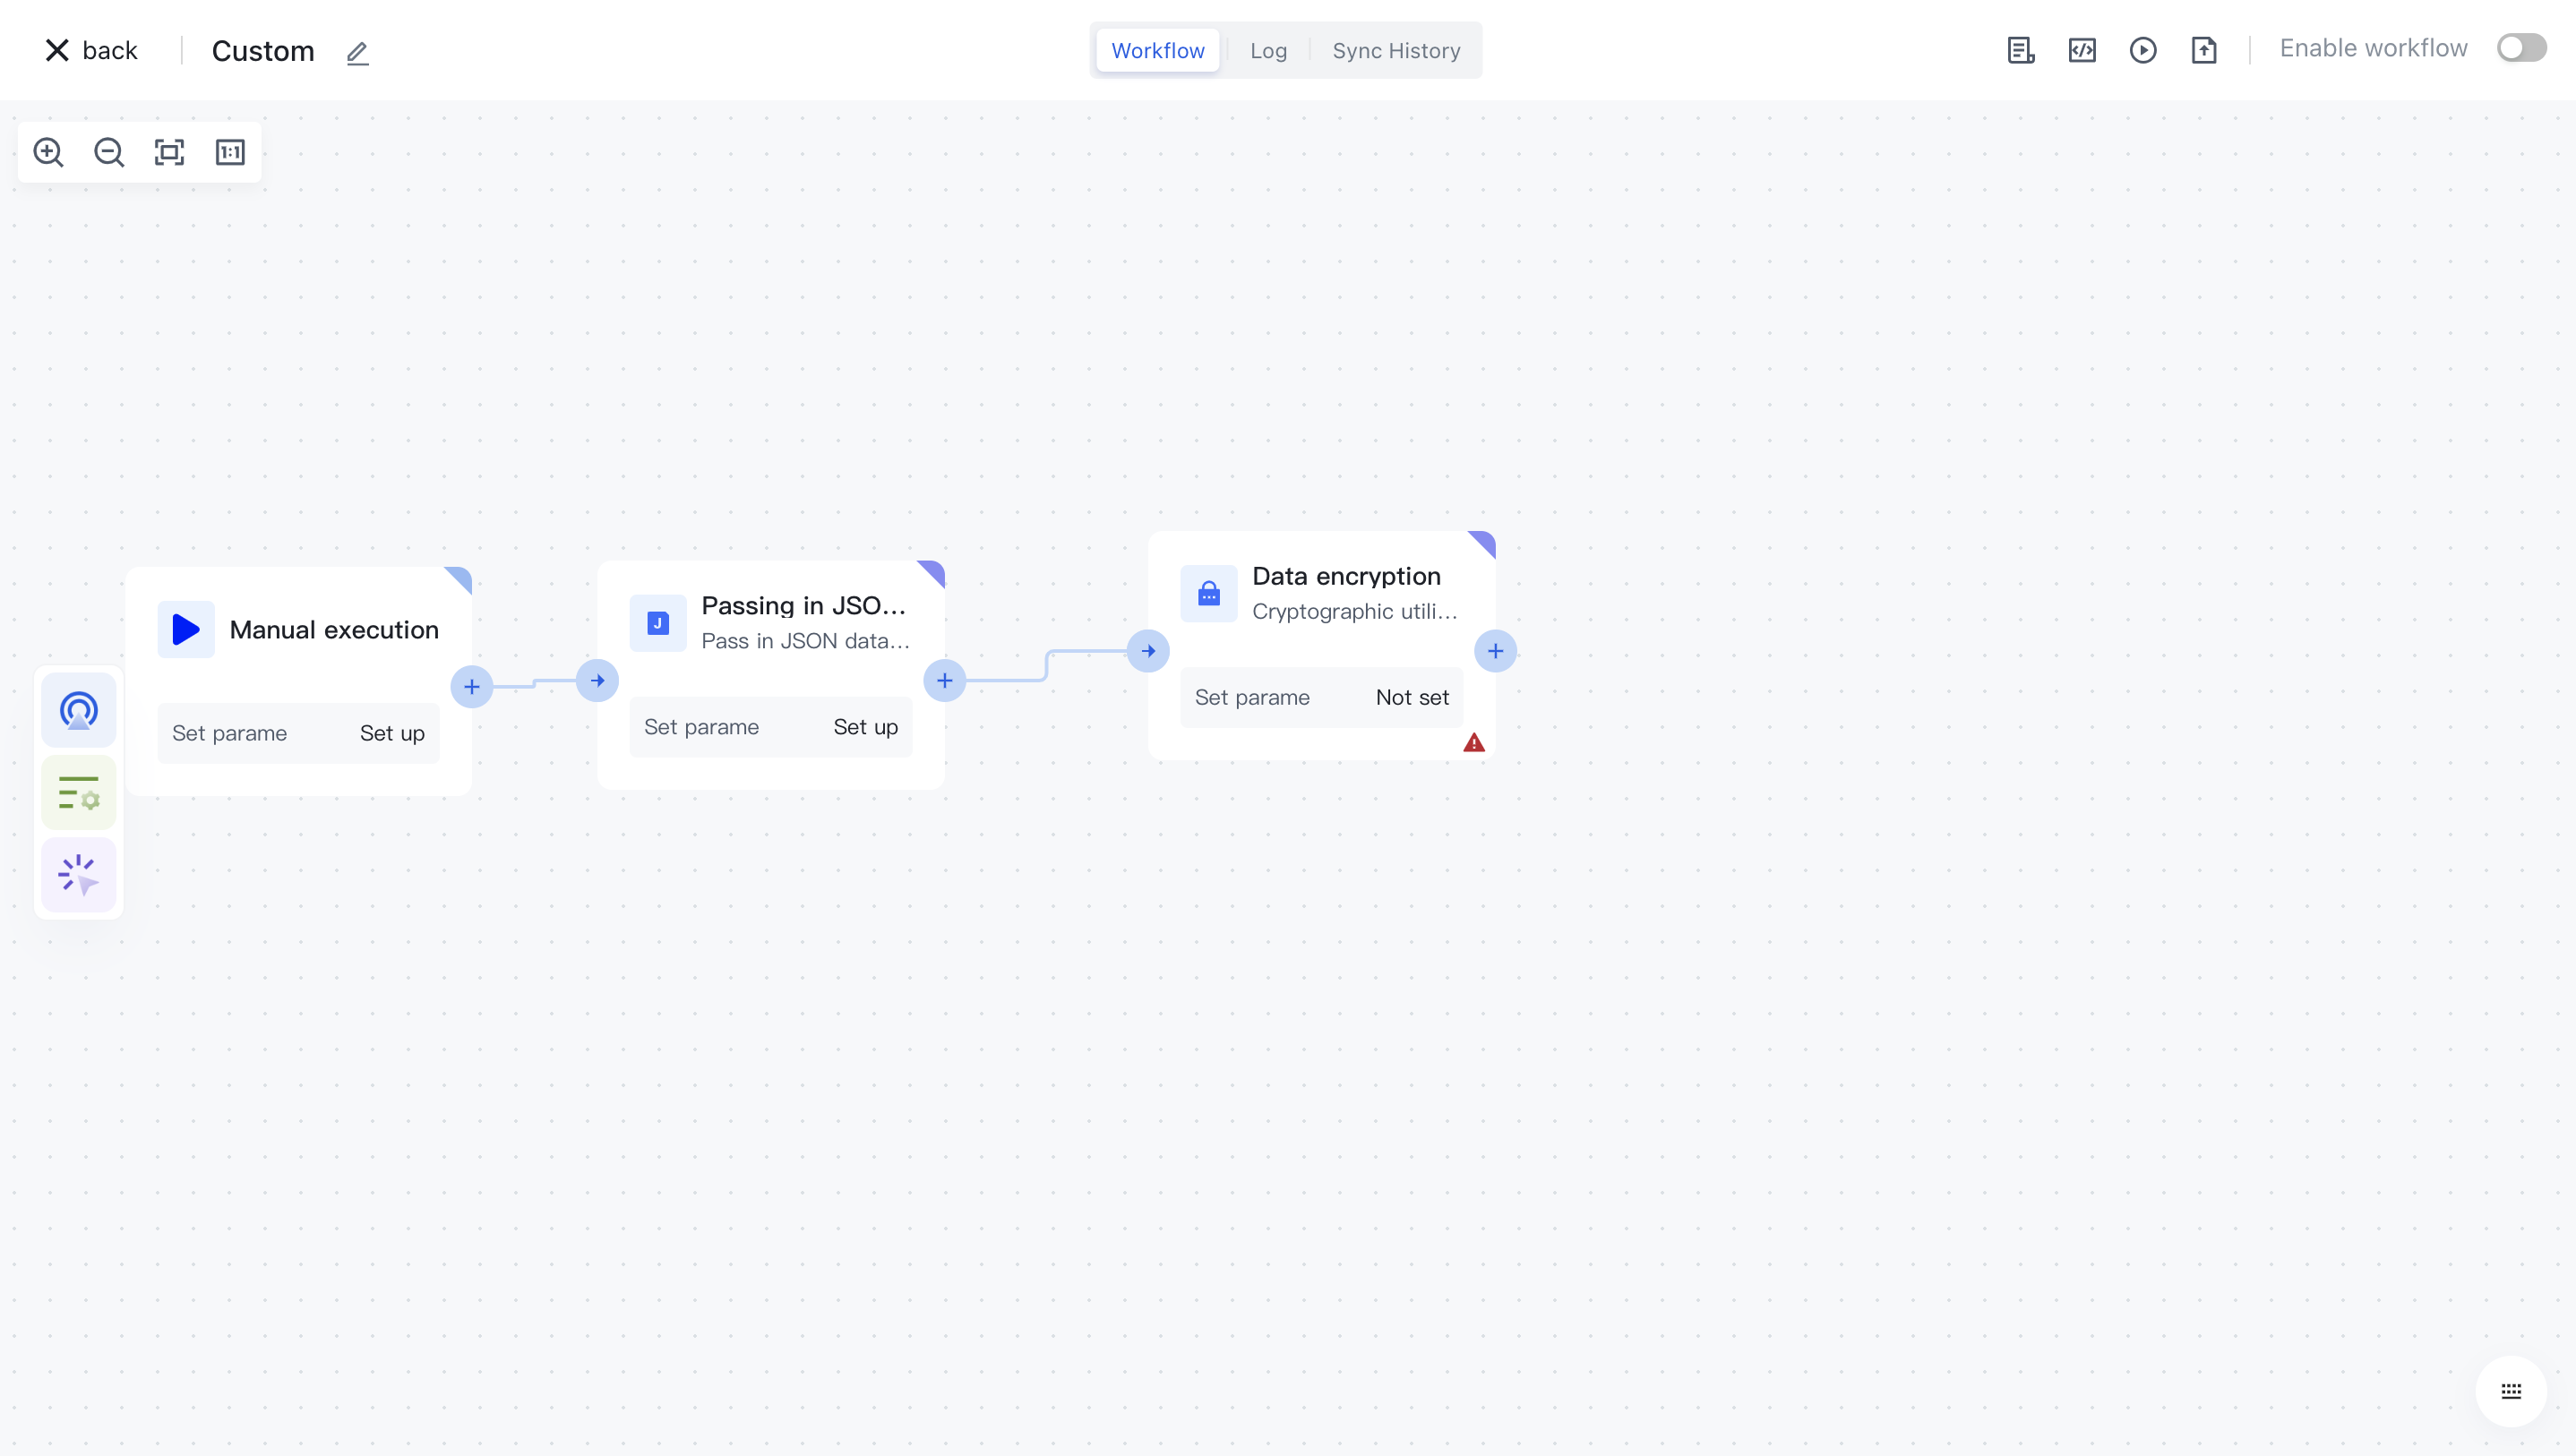 back
Custom
Workflow
Log
Sync History
Enable workflow
1:1
Manual execution
Set parame Set up
J
Passing in JSO...
Pass in JSON data...
Set parame Set up
Data encryption
Cryptographic utili...
Set parame Not set